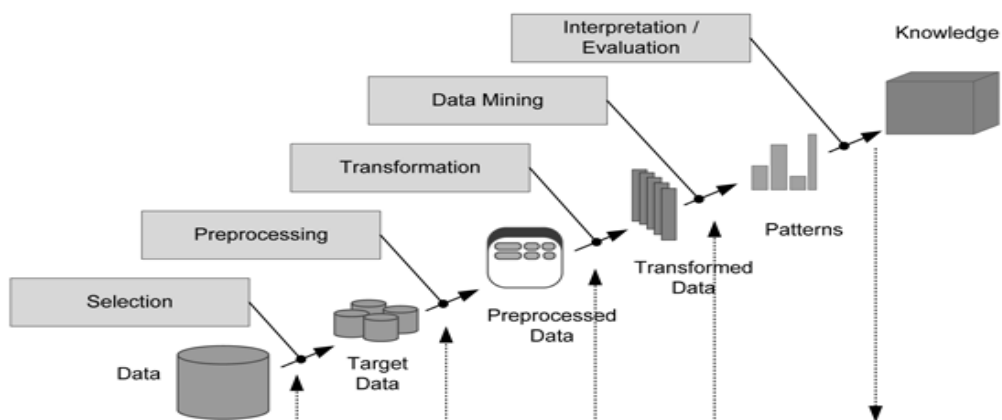 Interpretation /
Evaluation
Knowledge
Data Mining
Transformation
Patterns
Preprocessing
Transformed
Data
Selection
Preprocessed
Data
Target
Data
Data